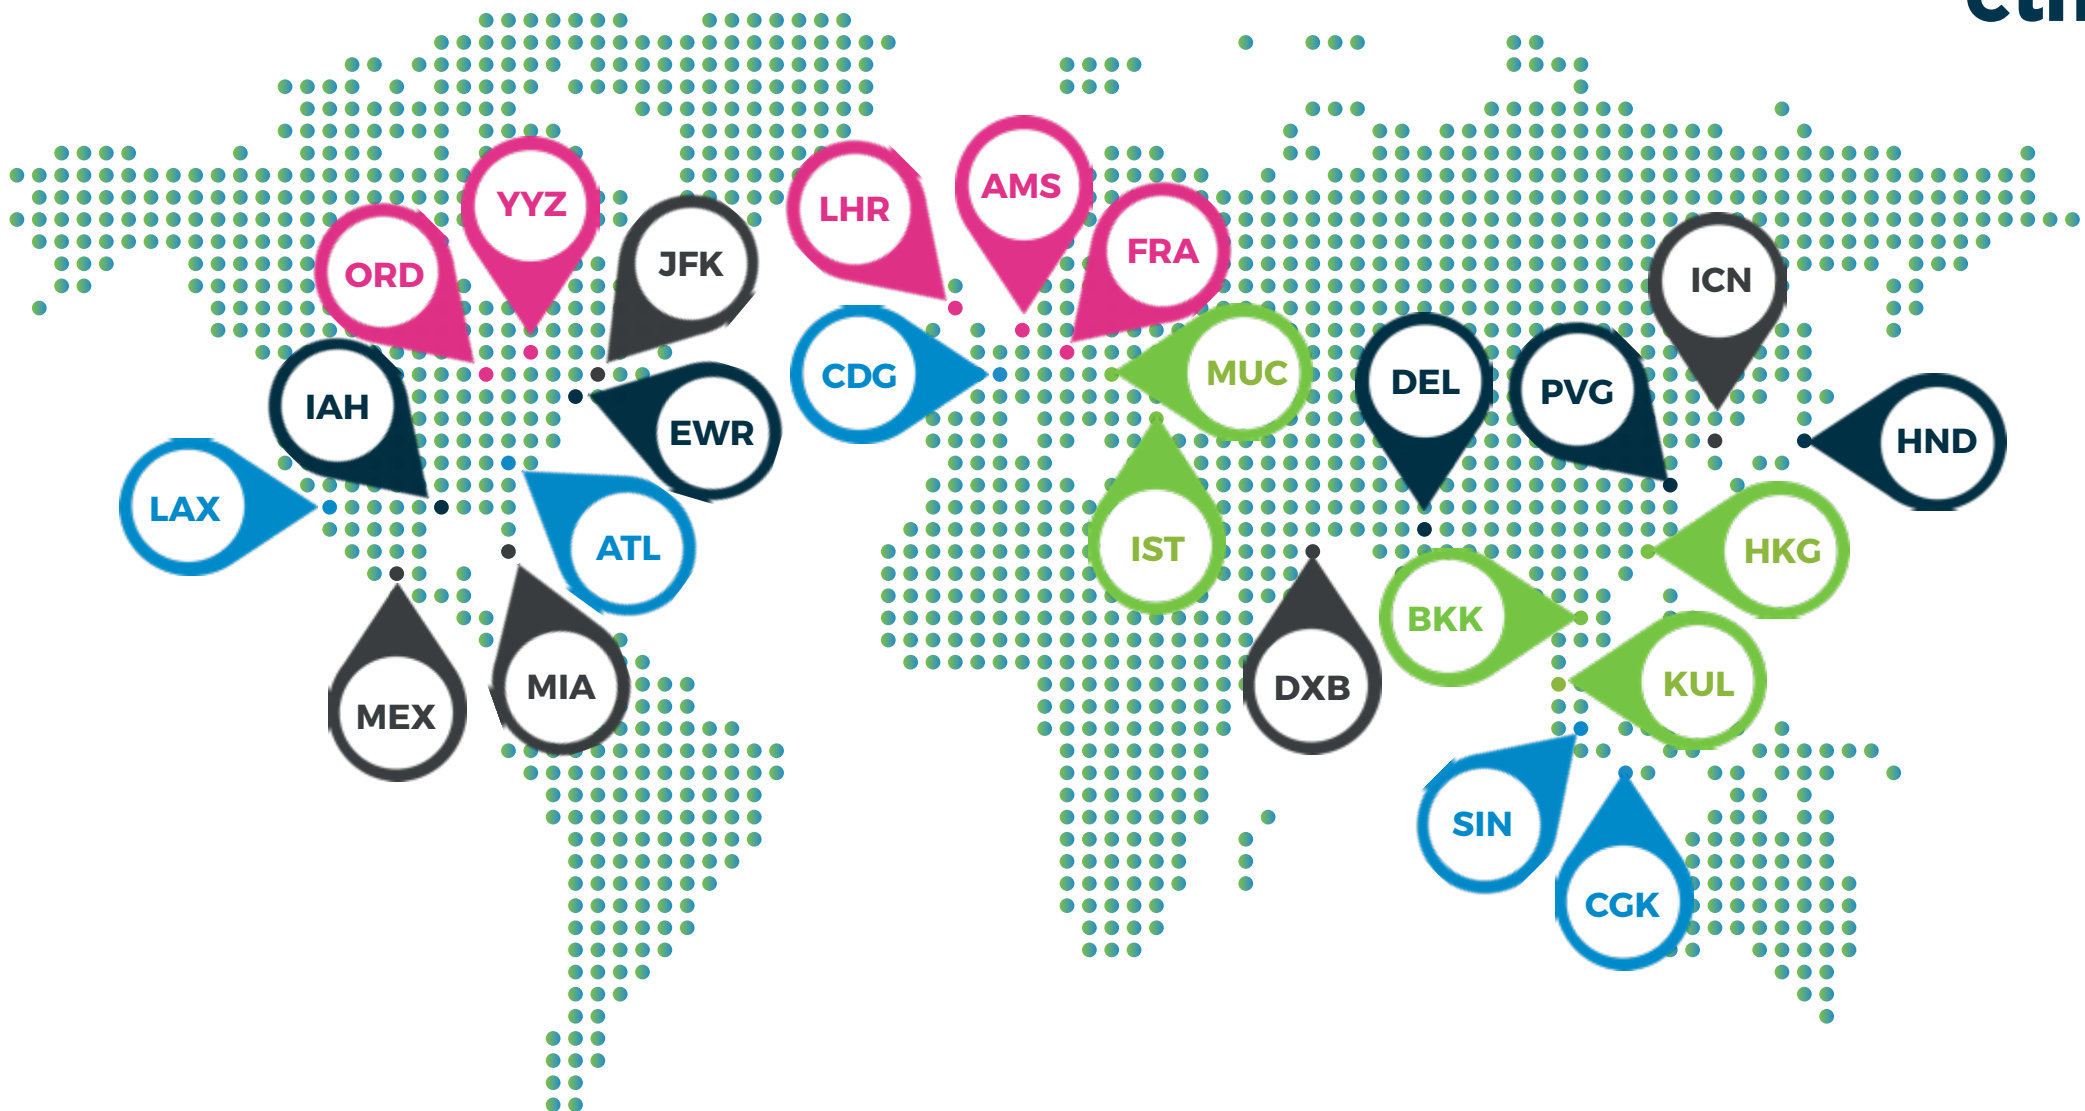 YYZ
LHR
AMS
JFK
FRA
ORD
ICN
CDG
MUC
DEL
PVG
IAH
EWR
HND
LAX
ATL
IST
HKG
BKK
MIA
DXB
KUL
MEX
SIN
CGK